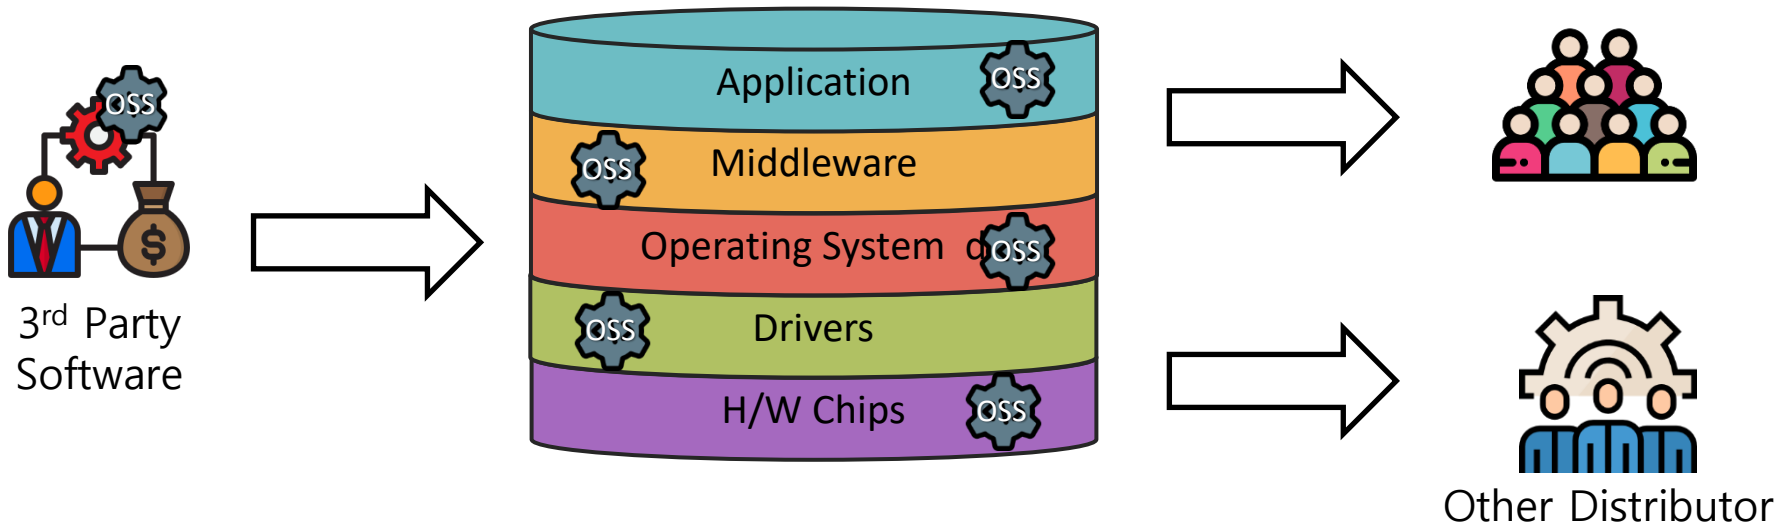 OSS
3rd Party
Software
Application OSS
OSS Middleware
Operating System d OSS
OSS Drivers
H/W Chips OSS
Other Distributor